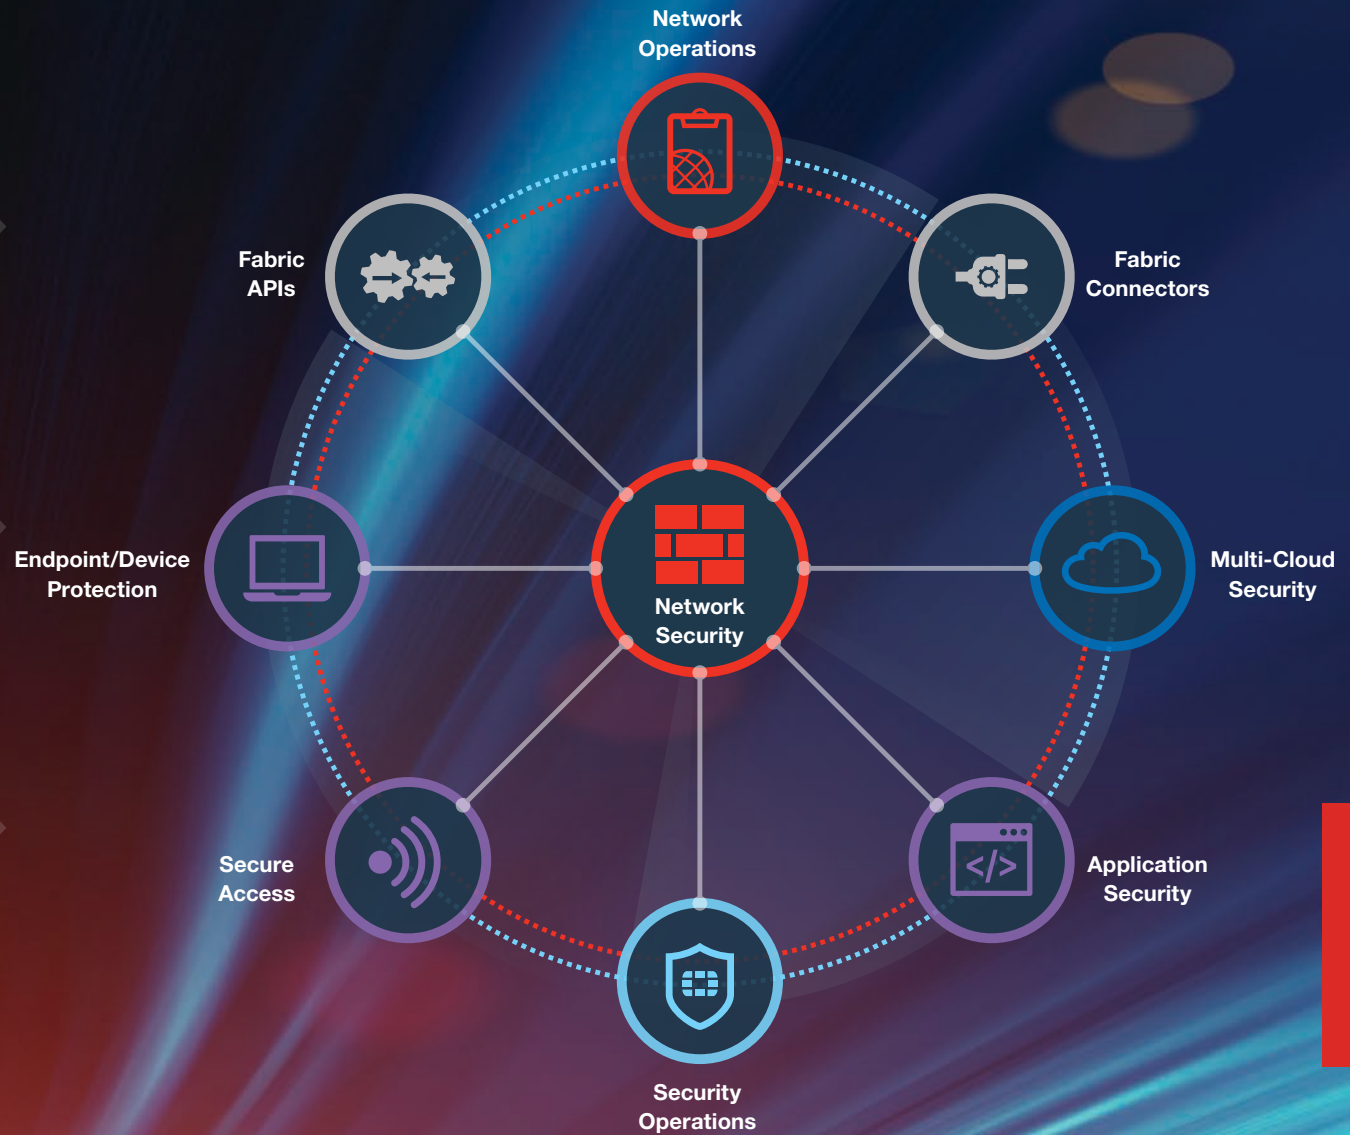 Network
Operations
Fabric
APIs
Fabric
Connectors
Endpoint/Device
Protection
Network
Security
Multi-Cloud
Security
Secure
Access
</>
Application
Security
Security
Operations